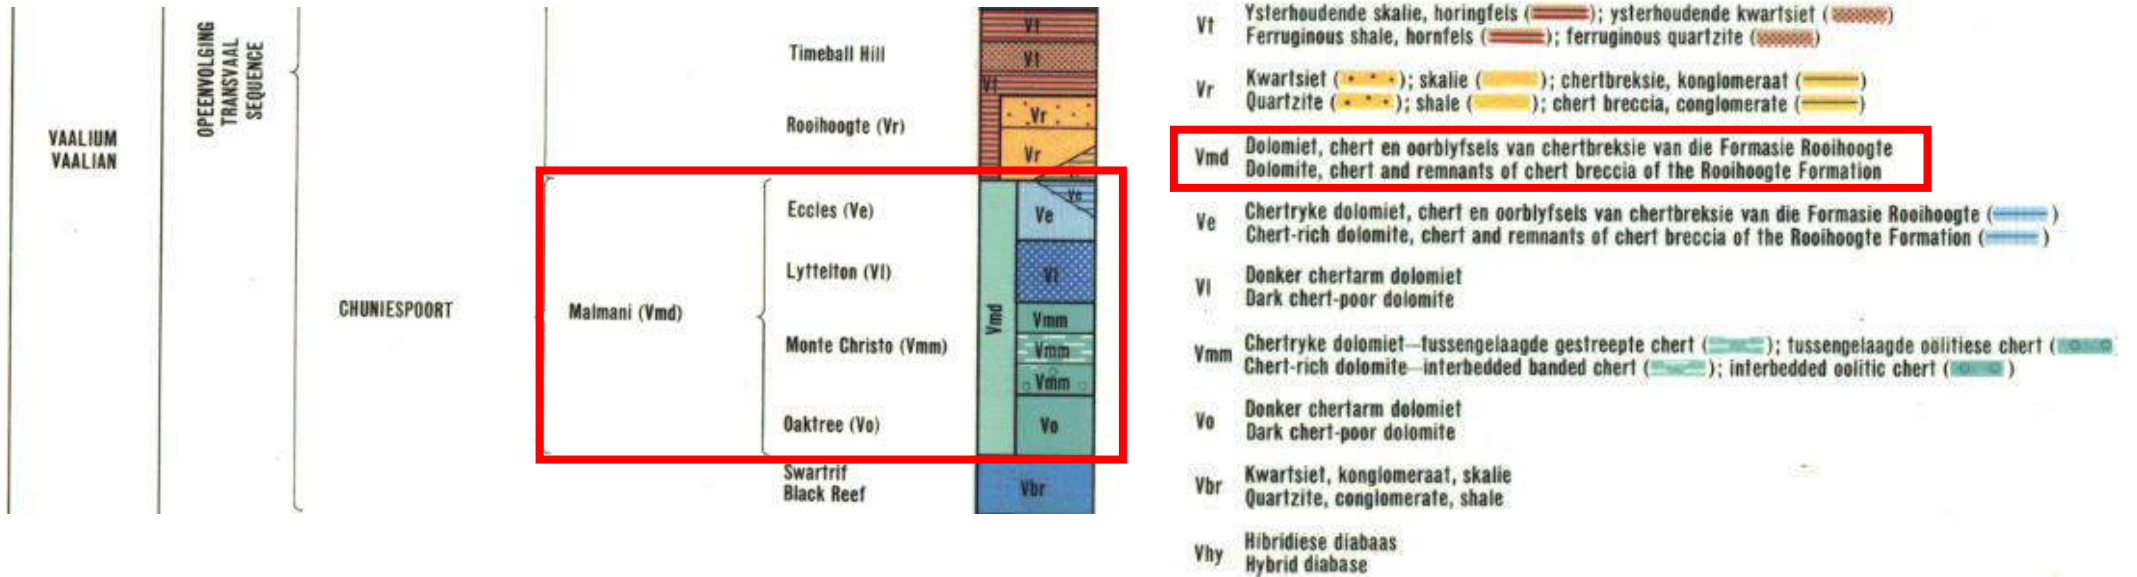 VAALIUM
VAALIAN
OPEENVOLGING
TRANSVAAL
SEQUENCE
CHUNIESPOORT
Malmani (Vmd)
Timeball Hill
Rooihoogte (Vr)
Eccles (Ve)
Lyttelton (Vl)
Monte Christo (Vmm)
Oaktree (Vo)
Swartrif
Black Reef
Vt
Vt
Vt
Vr
Vr
Ve
Ve
Vl
Vmd
Vmm
Vmm
Vmm
Vo
Vbr
Vt Ysterhoudende skalie, horingfels ( ); ysterhoudende kwartsiet ( )
Ferruginous shale, hornfels ( ); ferruginous quartzite ( )
Vr Kwartsiet ( ); skalie ( ); chertbreksie, konglomeraat ( )
Quartzite ( ); shale ( ); chert breccia, conglomerate ( )
Vmd Dolomiet, chert en oorblyfsels van chertbreksie van die Formasie Rooihoogte
Dolomite, chert and remnants of chert breccia of the Rooihoogte Formation
Ve Chertryke dolomiet, chert en oorblyfsels van chertbreksie van die Formasie Rooihoogte ( )
Chert-rich dolomite, chert and remnants of chert breccia of the Rooihoogte Formation ( )
Vl Donker chertarm dolomiet
Dark chert-poor dolomite
Vmm Chertryke dolomiet—tussengelaagde gestreepte chert ( ); tussengelaagde oölitiese chert (
Chert-rich dolomite—interbedded banded chert ( ); interbedded oolitic chert ( )
Vo Donker chertarm dolomiet
Dark chert-poor dolomite
Vbr Kwartsiet, konglomeraat, skalie
Quartzite, conglomerate, shale
Vhy Hibridiese diabaas
Hybrid diabase